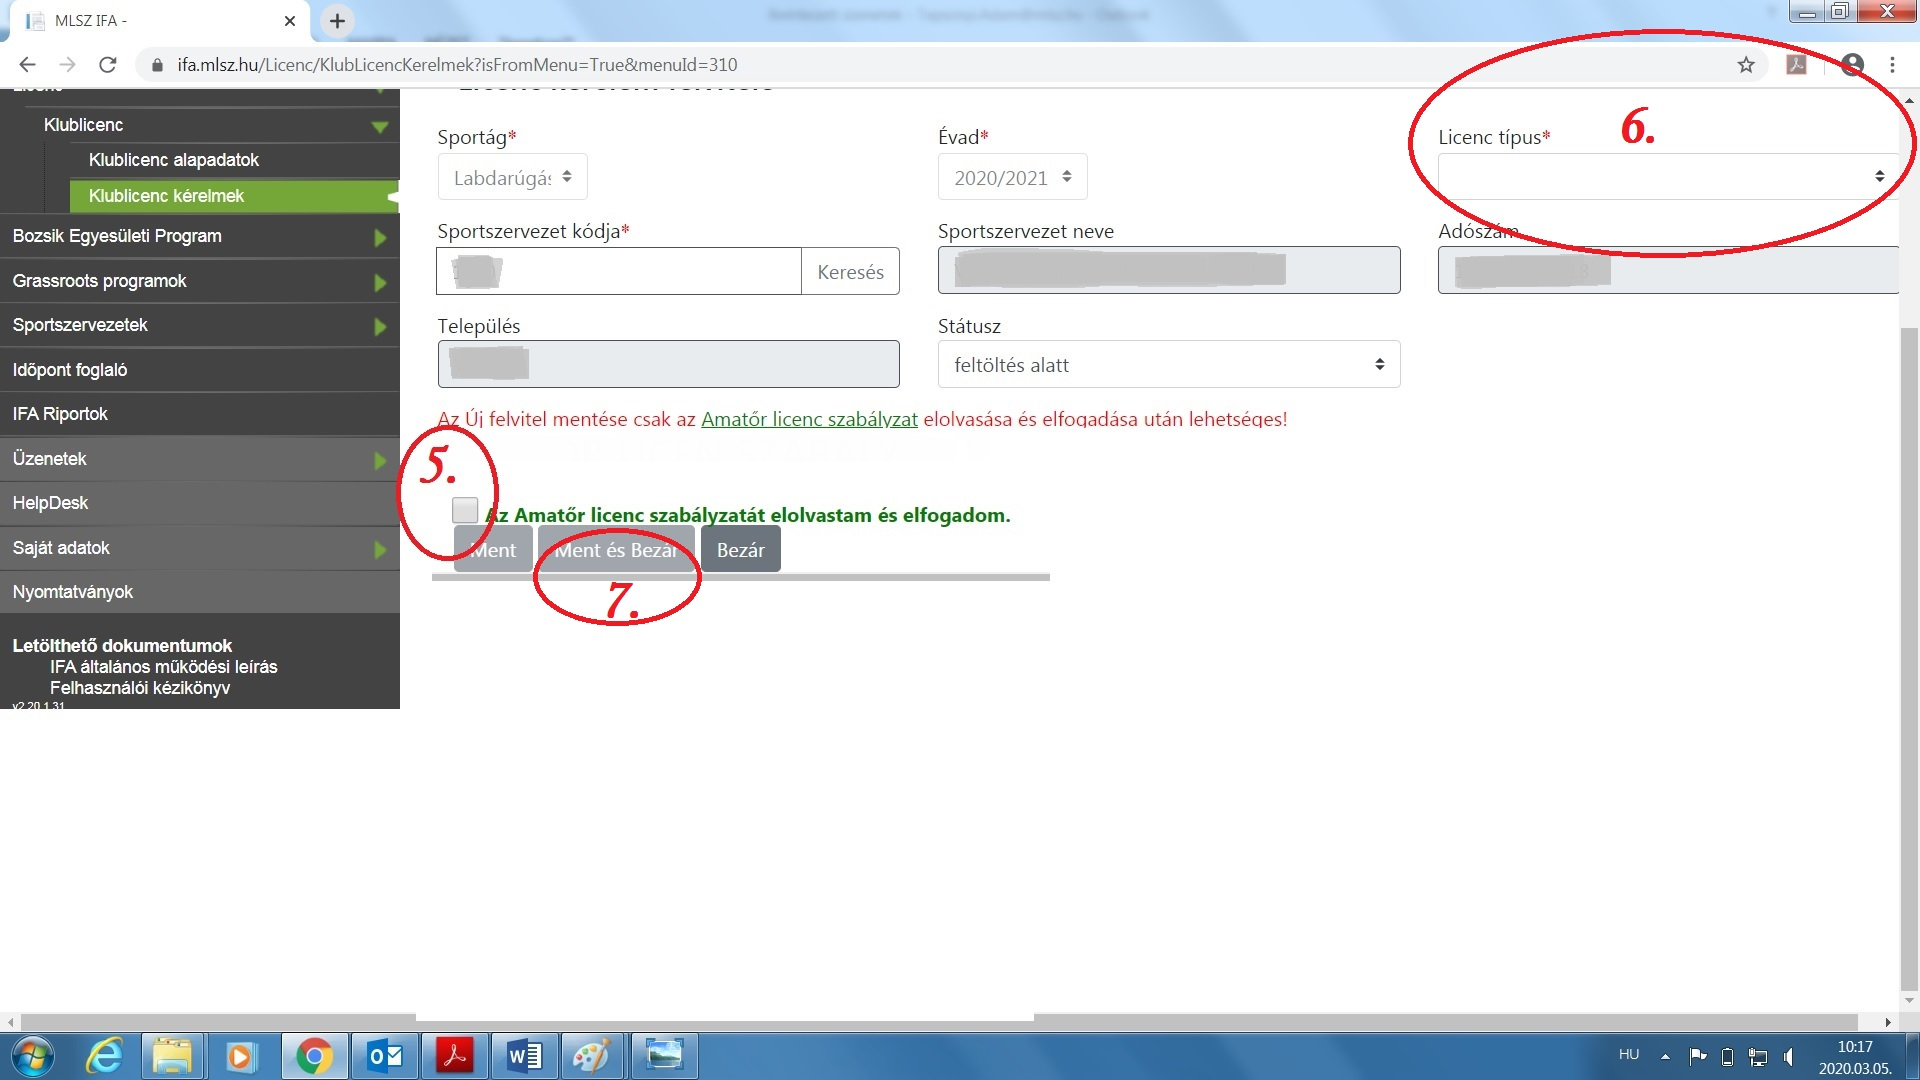 MLSZ IFA -
ifa.mlsz.hu/Licenc/KlubLicencKerelmek?isFromMenu=True&menuId=310
Klublicenc
Klublicenc alapadatok
Klublicenc kérelmek
Bozsik Egyesületi Program
Grassroots programok
Sportszervezetek
Időpont foglaló
IFA Riportok
Üzenetek
HelpDesk
Saját adatok
Nyomtatványok
Letölthető dokumentumok
IFA általános működési leírás
Felhasználói kézikönyv
v2.20.1.31
Sportág*
Évad*
Licenc típus*
6.
Labdarúgás
2020/2021
Sportszervezet kódja*
Sportszervezet neve
Adószám
Keresés
Település
Státusz
feltöltés alatt
Az Új felvitel mentése csak az Amatőr licenc szabályzat elolvasása és elfogadása után lehetséges!
5.
Az Amatőr licenc szabályzatát elolvastam és elfogadom.
Ment
Ment és Bezár
Bezár
7.
HU
10:17
2020.03.05.